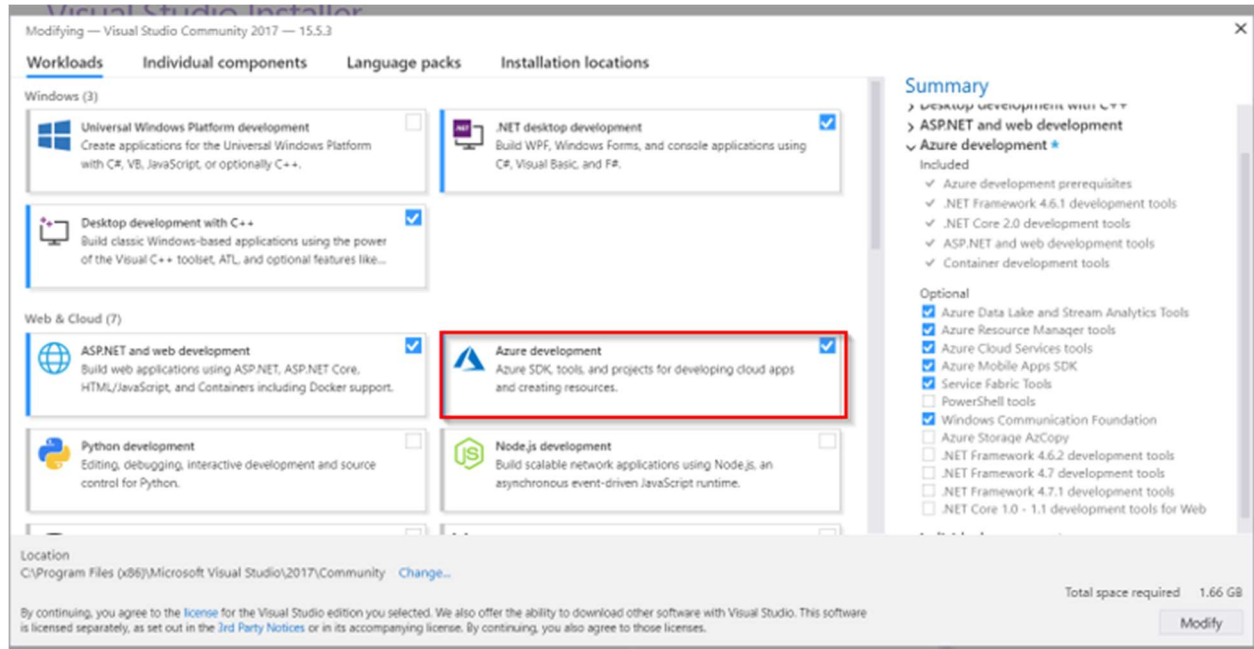 Visual Studio Installer
Modifying — Visual Studio Community 2017 — 15.5.3
Workloads Individual components Language packs Installation locations
Windows (3)
Universal Windows Platform development
Create applications for the Universal Windows Platform
with C#, VB, JavaScript, or optionally C++.
.NET desktop development
Build WPF, Windows Forms, and console applications using
C#, Visual Basic, and F#.
Desktop development with C++
Build classic Windows-based applications using the power
of the Visual C++ toolset, ATL, and optional features like...
Web & Cloud (7)
ASP.NET and web development
Build web applications using ASP.NET, ASP.NET Core,
HTML/JavaScript, and Containers including Docker support.
Azure development
Azure SDK, tools, and projects for developing cloud apps
and creating resources.
Python development
Editing, debugging, interactive development and source
control for Python.
Node.js development
Build scalable network applications using Node.js, an
asynchronous event-driven JavaScript runtime.
Summary
Desktop development with C++
ASP.NET and web development
Azure development *
Included
Azure development prerequisites
.NET Framework 4.6.1 development tools
.NET Core 2.0 development tools
ASP.NET and web development tools
Container development tools
Optional
Azure Data Lake and Stream Analytics Tools
Azure Resource Manager tools
Azure Cloud Services tools
Azure Mobile Apps SDK
Service Fabric Tools
PowerShell tools
Windows Communication Foundation
Azure Storage AzCopy
.NET Framework 4.6.2 development tools
.NET Framework 4.7 development tools
.NET Framework 4.7.1 development tools
.NET Core 1.0 - 1.1 development tools for Web
Location
C:\Program Files (x86)\Microsoft Visual Studio\2017\Community Change...
Total space required 1.66 GB
By continuing, you agree to the license for the Visual Studio edition you selected. We also offer the ability to download other software with Visual Studio. This software
is licensed separately, as set out in the 3rd Party Notices or in its accompanying license. By continuing, you also agree to those licenses.
Modify